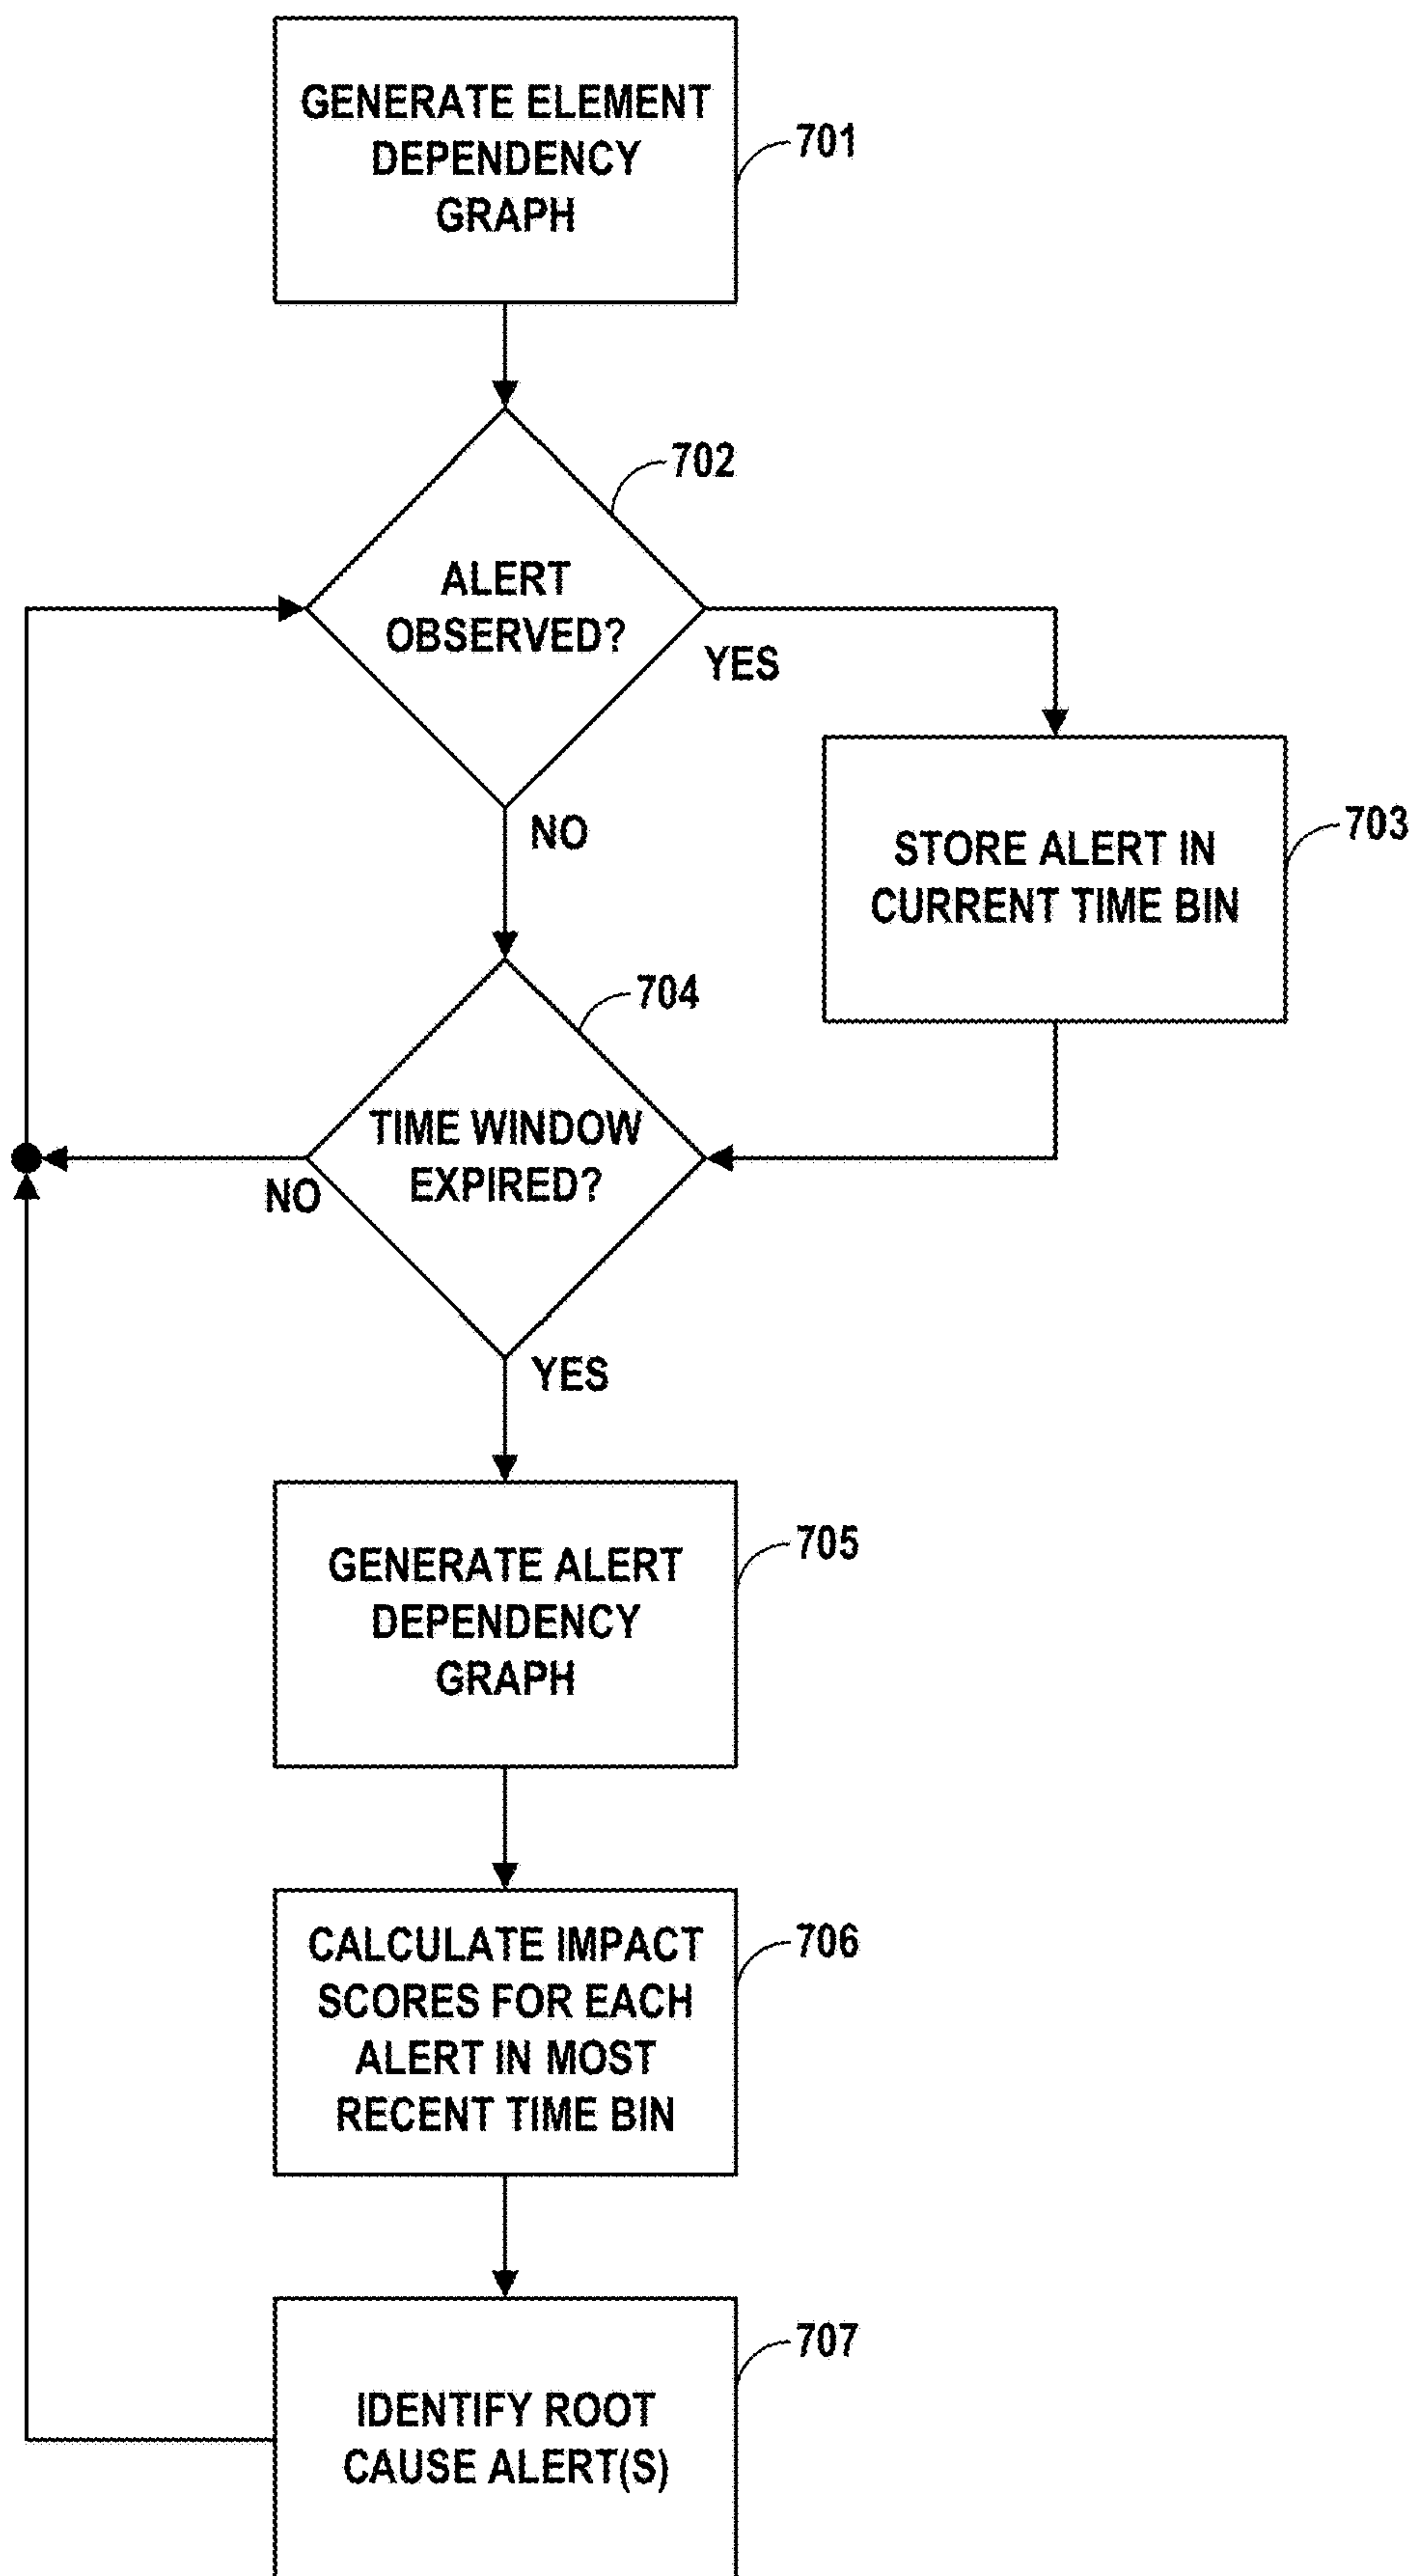 GENERATE ELEMENT
DEPENDENCY
GRAPH
701
702
ALERT
OBSERVED?
YES
NO
703
STORE ALERT IN
CURRENT TIME BIN
704
TIME WINDOW
EXPIRED?
NO
YES
705
GENERATE ALERT
DEPENDENCY
GRAPH
706
CALCULATE IMPACT
SCORES FOR EACH
ALERT IN MOST
RECENT TIME BIN
707
IDENTIFY ROOT
CAUSE ALERT(S)